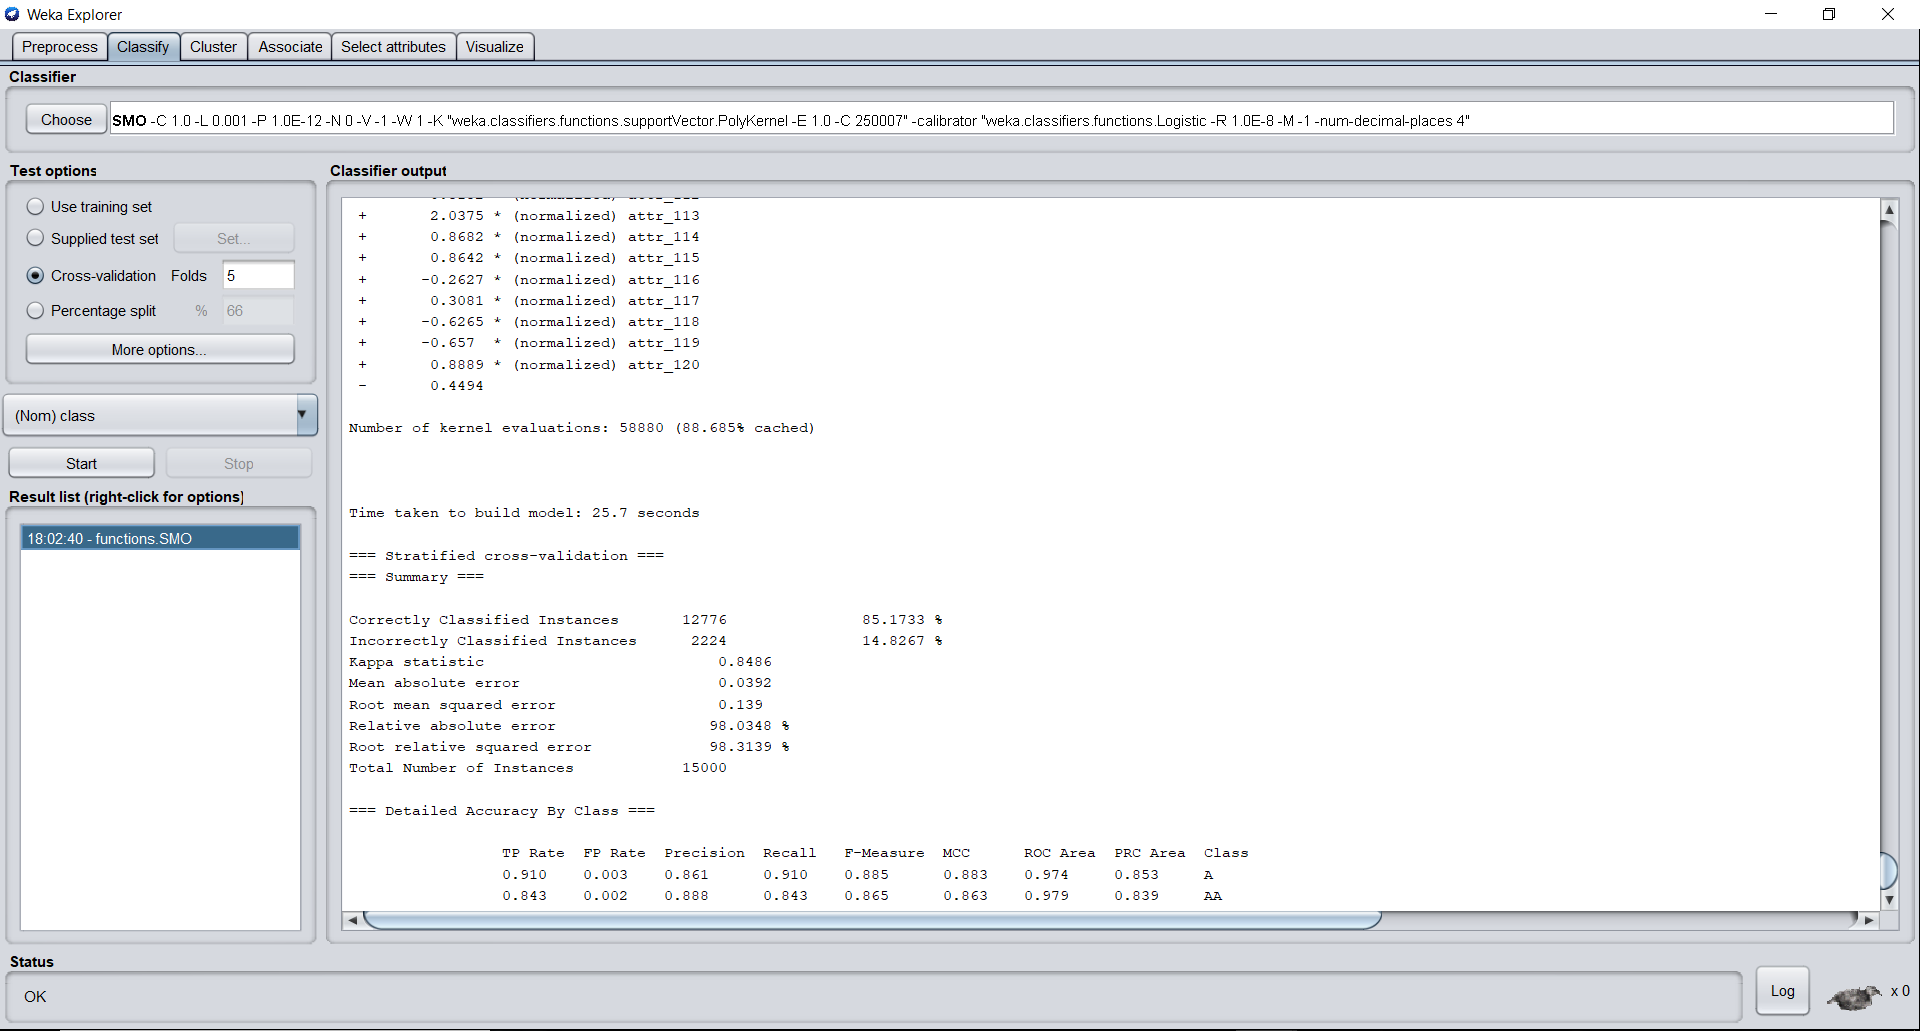 Weka Explorer
Preprocess Classify Cluster Associate Select attributes Visualize
Classifier
Choose SMO -C 1.0 -L 0.001 -P 1.0E-12 -N 0 -V -1 -W 1 -K "weka.classifiers.functions.supportVector.PolyKernel -E 1.0 -C 250007" -calibrator "weka.classifiers.functions.Logistic -R 1.0E-8 -M -1 -num-decimal-places 4"
Test options
Use training set
Supplied test set Set...
Cross-validation Folds 5
Percentage split % 66
More options...
(Nom) class
Start Stop
Result list (right-click for options)
18:02:40 - functions.SMO
Classifier output
+ 2.0375 * (normalized) attr_113
+ 0.8682 * (normalized) attr_114
+ 0.8642 * (normalized) attr_115
+ -0.2627 * (normalized) attr_116
+ 0.3081 * (normalized) attr_117
+ -0.6265 * (normalized) attr_118
+ -0.657 * (normalized) attr_119
+ 0.8889 * (normalized) attr_120
- 0.4494
Number of kernel evaluations: 58880 (88.685% cached)
Time taken to build model: 25.7 seconds
=== Stratified cross-validation ===
=== Summary ===
Correctly Classified Instances 12776 85.1733 %
Incorrectly Classified Instances 2224 14.8267 %
Kappa statistic 0.8486
Mean absolute error 0.0392
Root mean squared error 0.139
Relative absolute error 98.0348 %
Root relative squared error 98.3139 %
Total Number of Instances 15000
=== Detailed Accuracy By Class ===
TP Rate FP Rate Precision Recall F-Measure MCC ROC Area PRC Area Class
0.910 0.003 0.861 0.910 0.885 0.883 0.974 0.853 A
0.843 0.002 0.888 0.843 0.865 0.863 0.979 0.839 AA
Status
OK
Log x 0